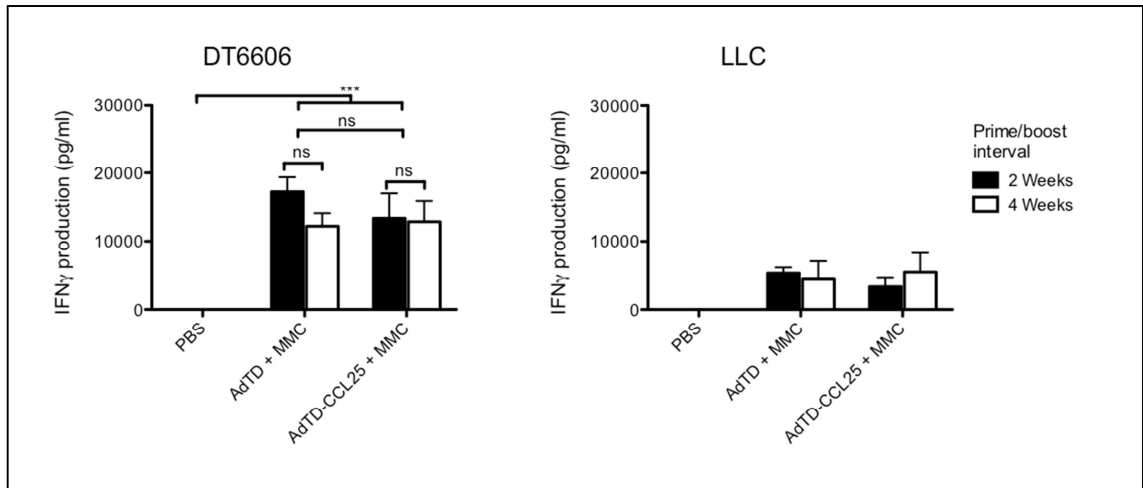 DT6606
IFNγ production (pg/ml)
30000
20000
10000
0
***
ns
ns
ns
PBS
AdTD + MMC
AdTD-CCL25 + MMC
LLC
IFNγ production (pg/ml)
30000
20000
10000
0
PBS
AdTD + MMC
AdTD-CCL25 + MMC
Prime/boost
interval
2 Weeks
4 Weeks